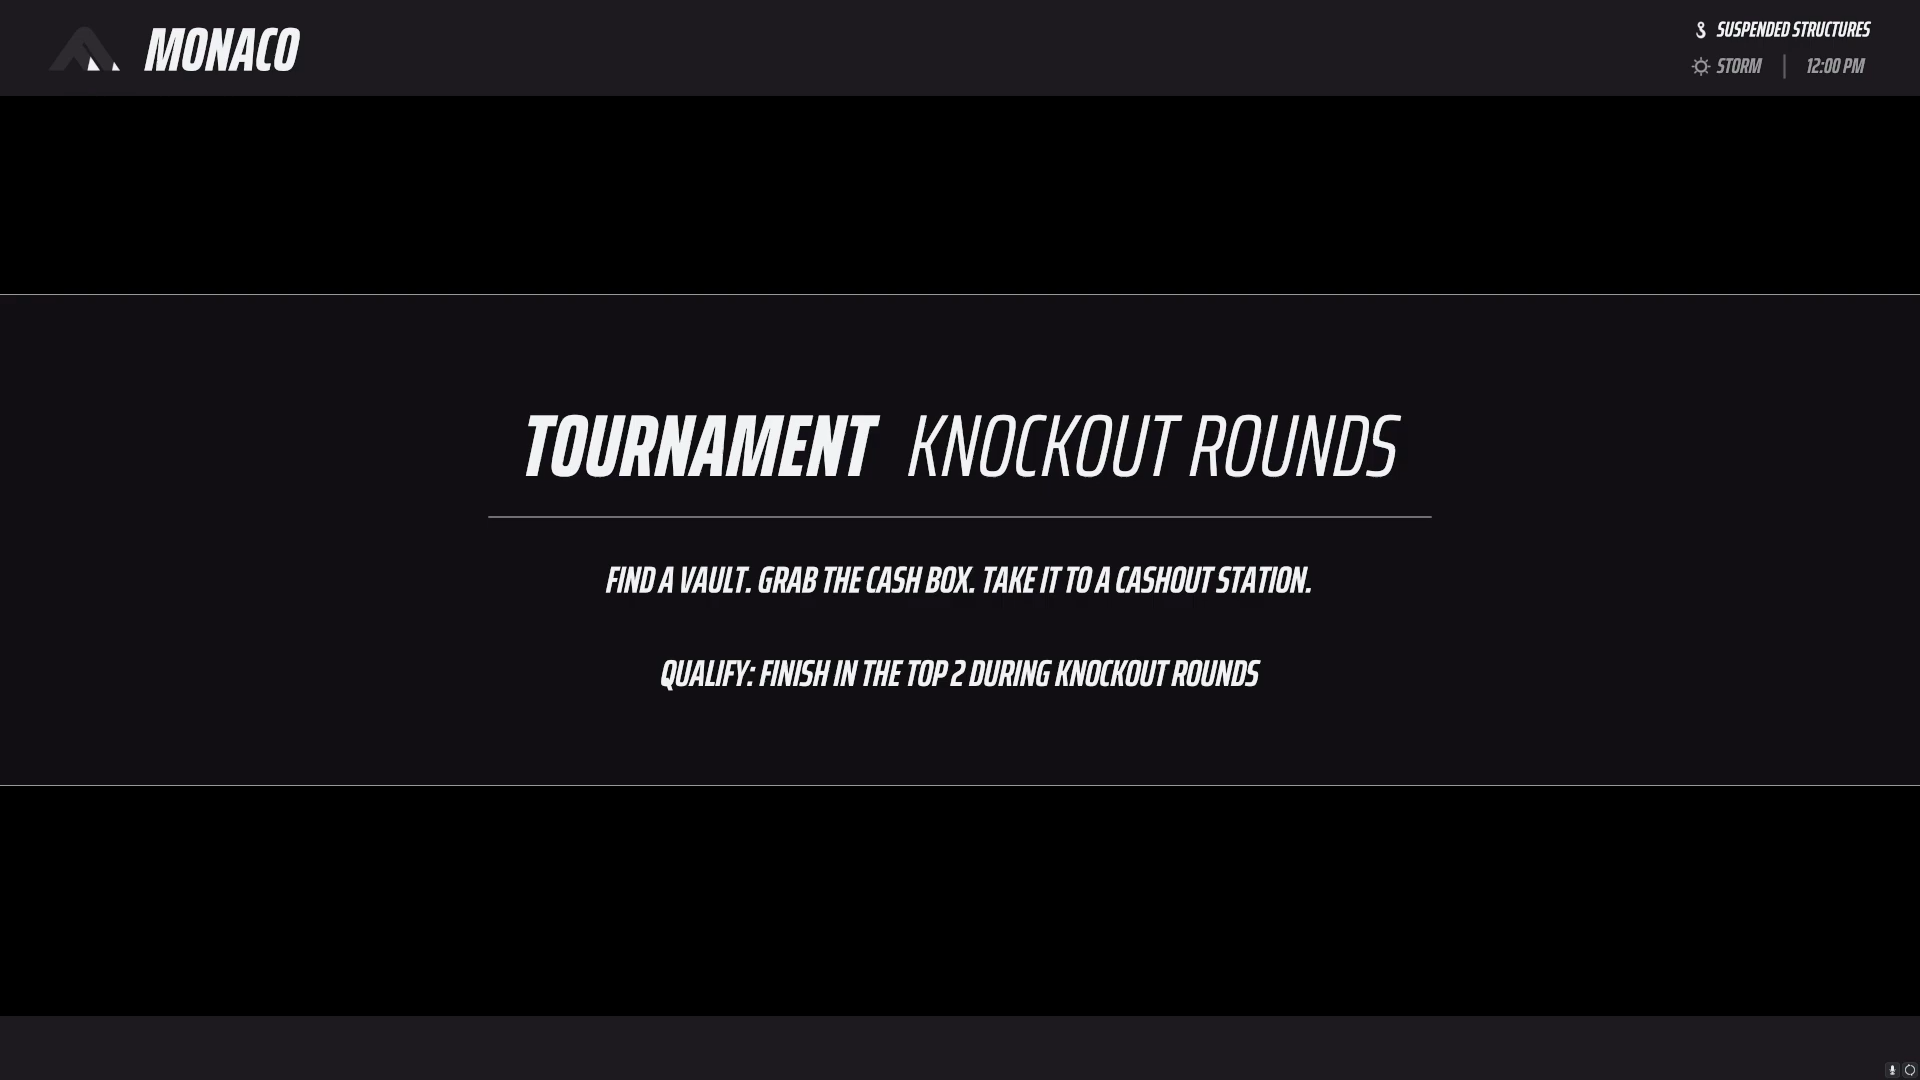 MONACO
SUSPENDED STRUCTURES
STORM | 12:00 PM
TOURNAMENT KNOCKOUT ROUNDS
FIND A VAULT. GRAB THE CASH BOX. TAKE IT TO A CASHOUT STATION.
QUALIFY: FINISH IN THE TOP 2 DURING KNOCKOUT ROUNDS